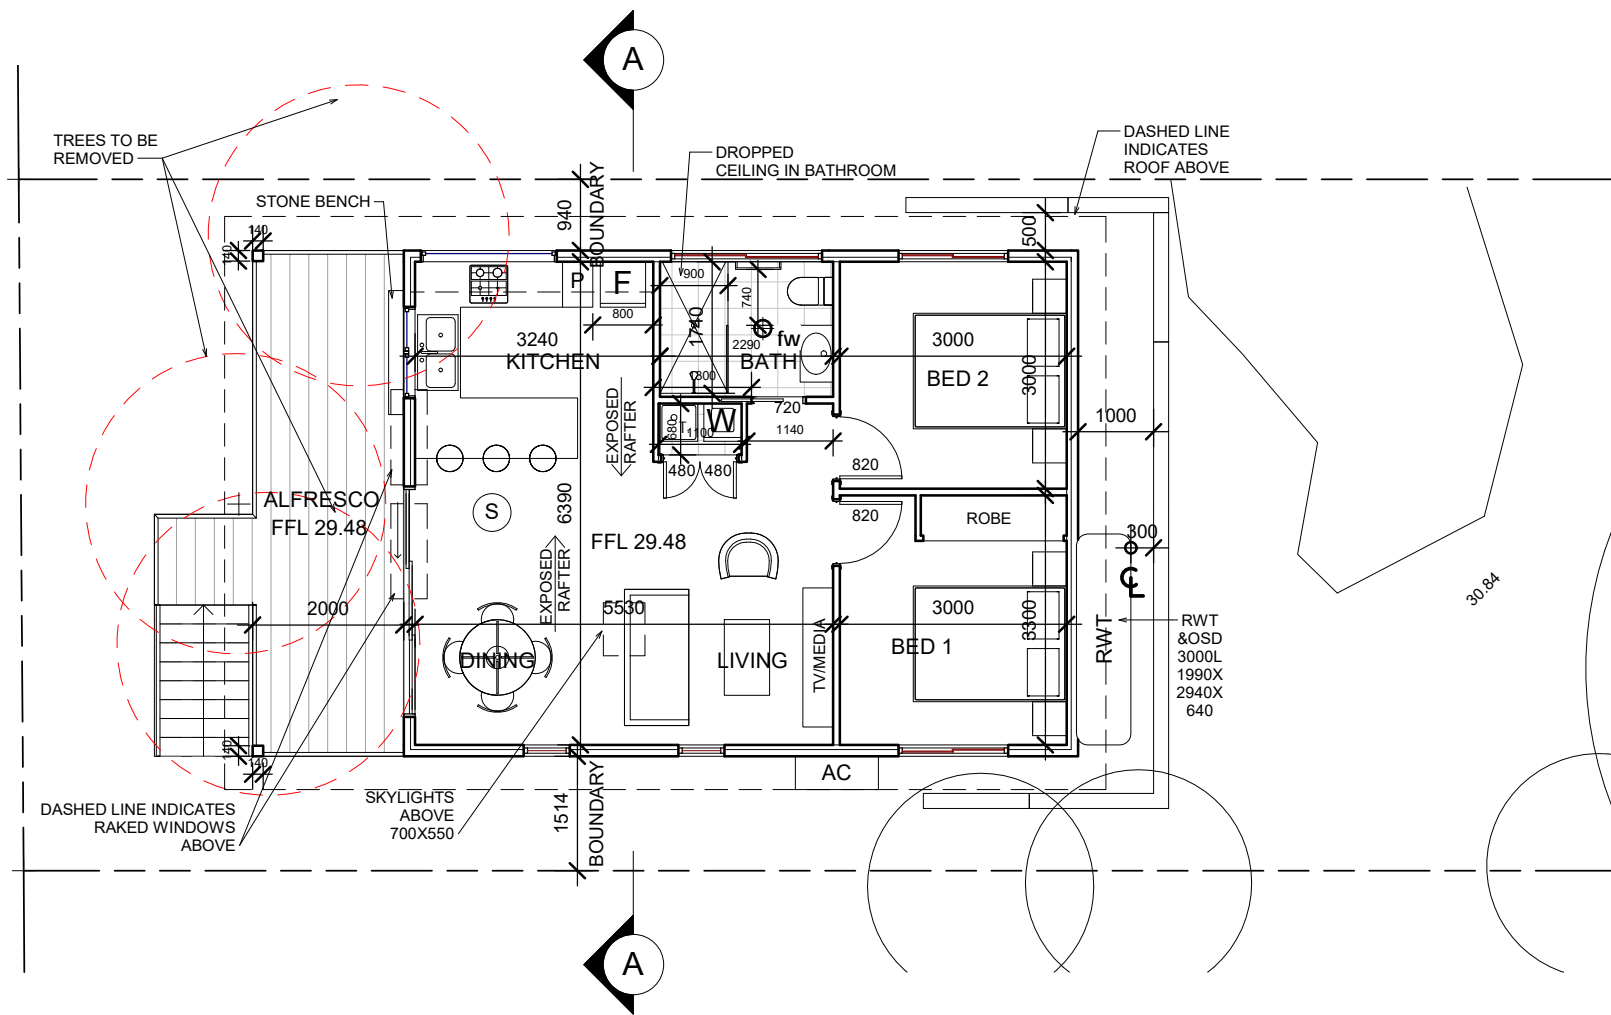 A
TREES TO BE
REMOVED
DROPPED
CEILING IN BATHROOM
DASHED LINE
INDICATES
ROOF ABOVE
STONE BENCH
940
BOUNDARY
500
140
140
P
F
900
740
800
1740
3240
KITCHEN
2290
fw
BATH
3000
BED 2
3000
1300
720
W
T
680
1100
1140
1000
EXPOSED
RAFTER
480
480
820
ALFRESCO
FFL 29.48
S
6390
FFL 29.48
820
ROBE
300
EXPOSED
RAFTER
CL
30.84
2000
5530
3000
3300
DINING
LIVING
TV/MEDIA
BED 1
RWT
RWT
&OSD
3000L
1990X
2940X
640
140
140
AC
DASHED LINE INDICATES
RAKED WINDOWS
ABOVE
SKYLIGHTS
ABOVE
700X550
1514
BOUNDARY
A